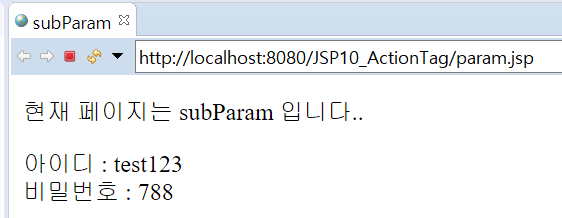 subParam
http://localhost:8080/JSP10_ActionTag/param.jsp
현재 페이지는 subParam 입니다..
아이디 : test123
비밀번호 : 788